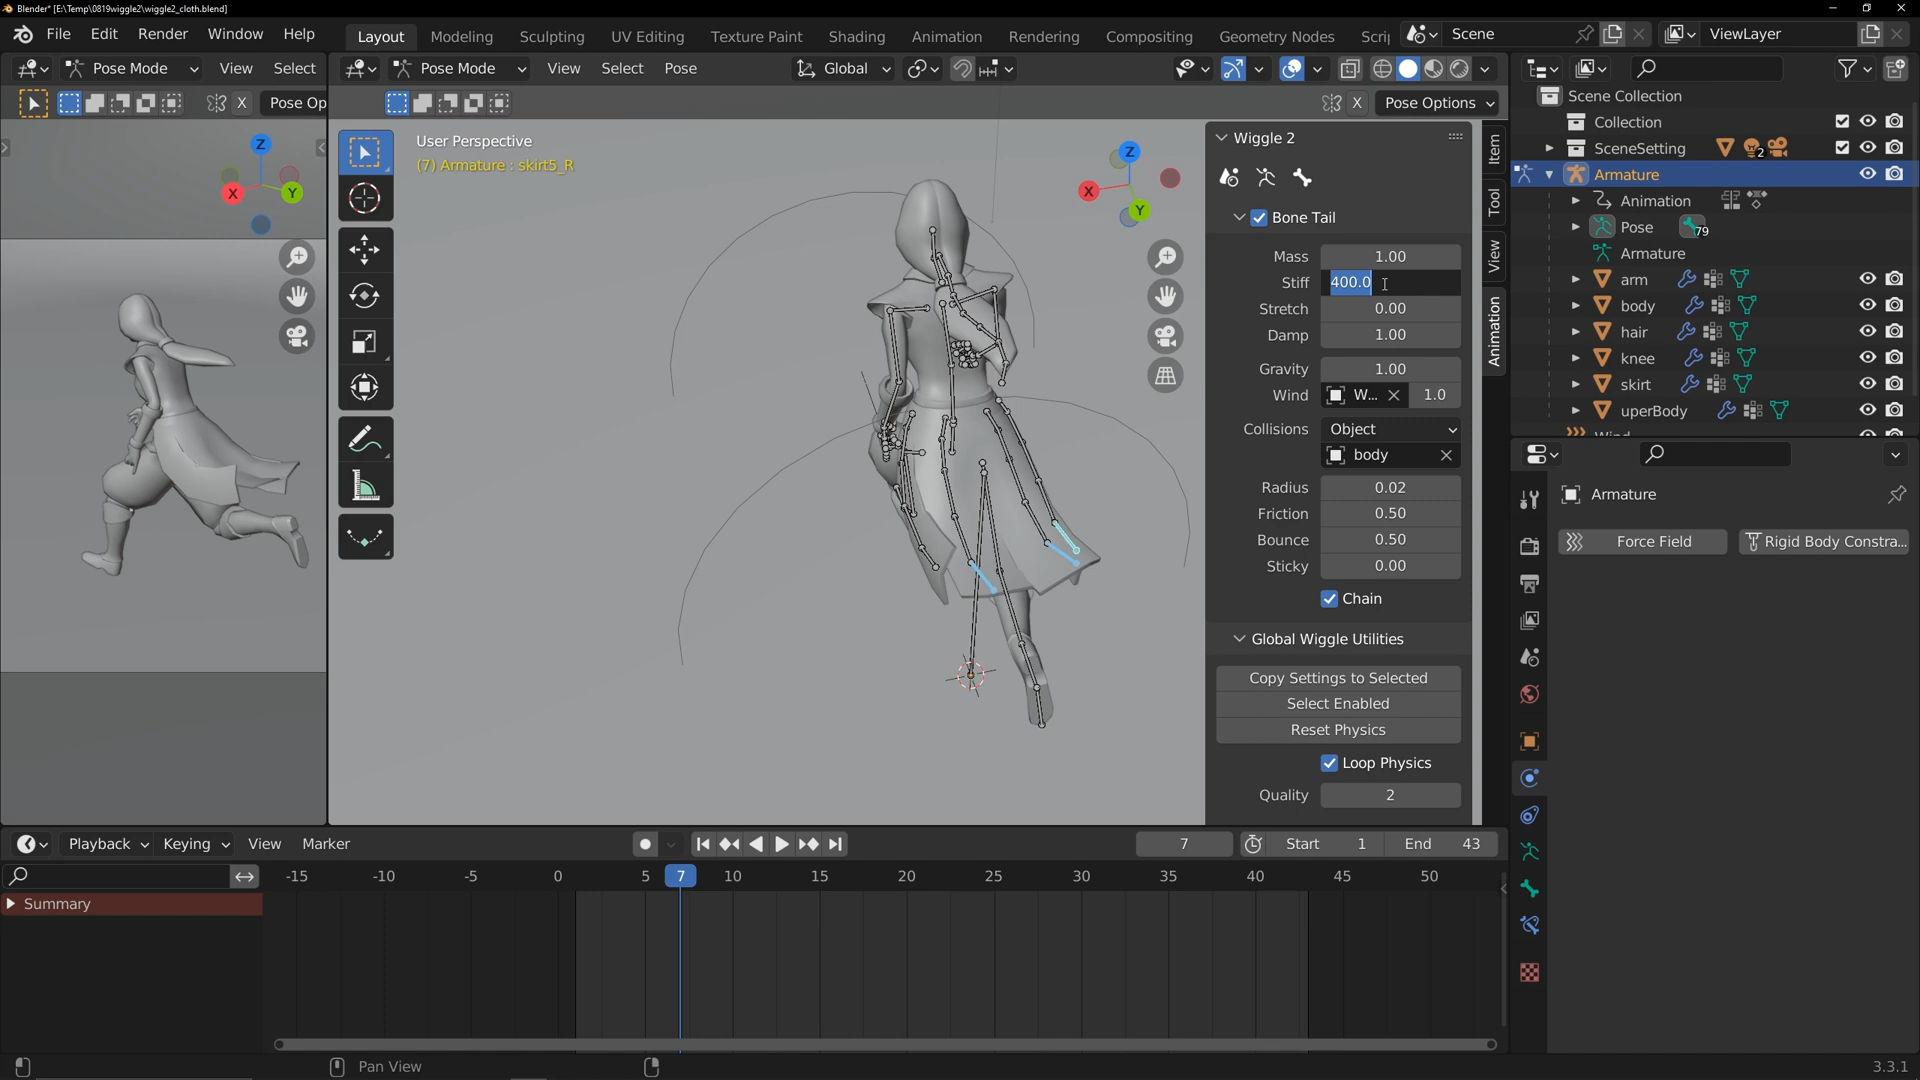 Blender* [E:\Temp\0819wiggle2\wiggle2_cloth.blend]
File Edit Render Window Help
Layout Modeling Sculpting UV Editing Texture Paint Shading Animation Rendering Compositing Geometry Nodes Scrip
Scene
ViewLayer
Pose Mode View Select
Pose Mode View Select Pose
Global
X Pose Op
X Pose Options
User Perspective
(7) Armature : skirt5_R
Z
X
Y
Z
X
Y
Wiggle 2
Bone Tail
Mass 1.00
Stiff 400.0
Stretch 0.00
Damp 1.00
Gravity 1.00
Wind W... 1.0
Collisions Object
body
Radius 0.02
Friction 0.50
Bounce 0.50
Sticky 0.00
Chain
Global Wiggle Utilities
Copy Settings to Selected
Select Enabled
Reset Physics
Loop Physics
Quality 2
Item
Tool
View
Animation
Scene Collection
Collection
SceneSetting 2
Armature
Animation
Pose 79
Armature
arm
body
hair
knee
skirt
uperBody
Wind
Armature
Force Field
Rigid Body Constra...
Playback Keying View Marker
7 Start 1 End 43
-15 -10 -5 0 5 7 10 15 20 25 30 35 40 45 50
Summary
Pan View
3.3.1